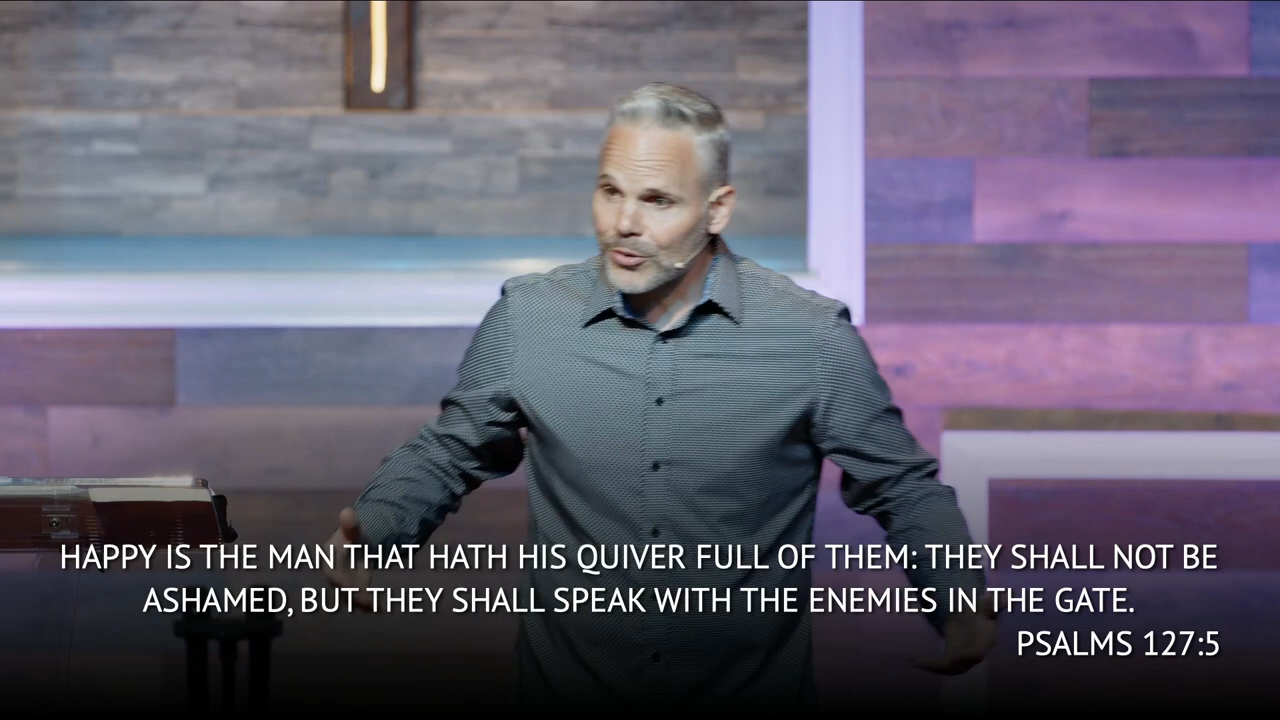 HAPPY IS THE MAN THAT HATH HIS QUIVER FULL OF THEM: THEY SHALL NOT BE
ASHAMED, BUT THEY SHALL SPEAK WITH THE ENEMIES IN THE GATE.
PSALMS 127:5